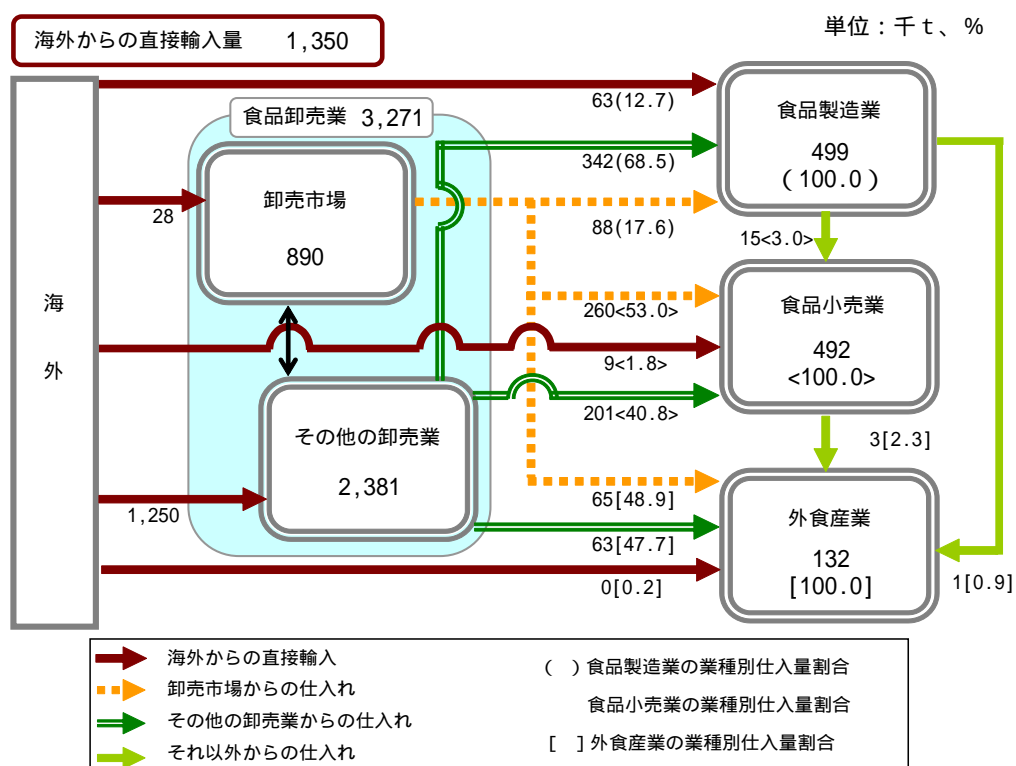 海外からの直接輸入量 1,350
単位：千ｔ、％
海
外
食品卸売業 3,271
卸売市場
890
その他の卸売業
2,381
28
1,250
63(12.7)
342(68.5)
88(17.6)
食品製造業
499
(100.0)
15<3.0>
260<53.0>
9<1.8>
201<40.8>
食品小売業
492
<100.0>
3[2.3]
65[48.9]
63[47.7]
0[0.2]
外食産業
132
[100.0]
1[0.9]
海外からの直接輸入
卸売市場からの仕入れ
その他の卸売業からの仕入れ
それ以外からの仕入れ
( )食品製造業の業種別仕入量割合
食品小売業の業種別仕入量割合
[ ]外食産業の業種別仕入量割合